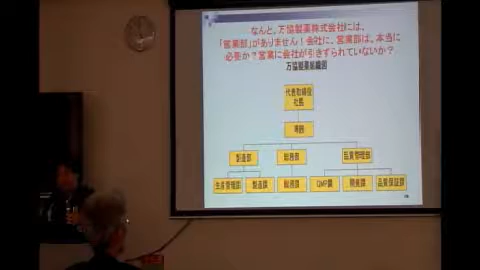 なんと、万協製薬株式会社には、
「営業部」がありません！会社に、営業部は、本当に
必要か？営業に会社が引きずられていないか？
万協製薬組織図
代表取締役
社長
専務
製造部 総務部 品質管理部
生産管理課 製造課 総務課 QMP課 開発課 品質保証課